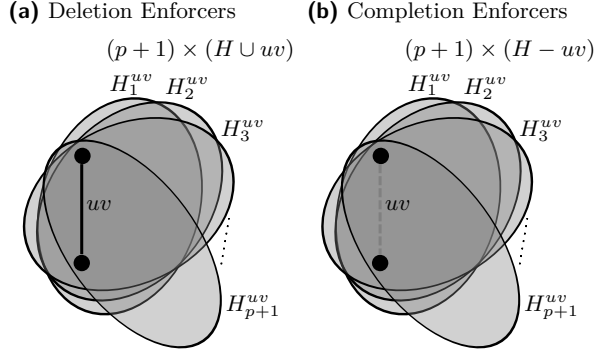 (a) Deletion Enforcers
(p + 1) × (H ∪ uv)
H_1^{uv}
H_2^{uv}
H_3^{uv}
uv
H_{p+1}^{uv}
(b) Completion Enforcers
(p + 1) × (H − uv)
H_1^{uv}
H_2^{uv}
H_3^{uv}
uv
H_{p+1}^{uv}